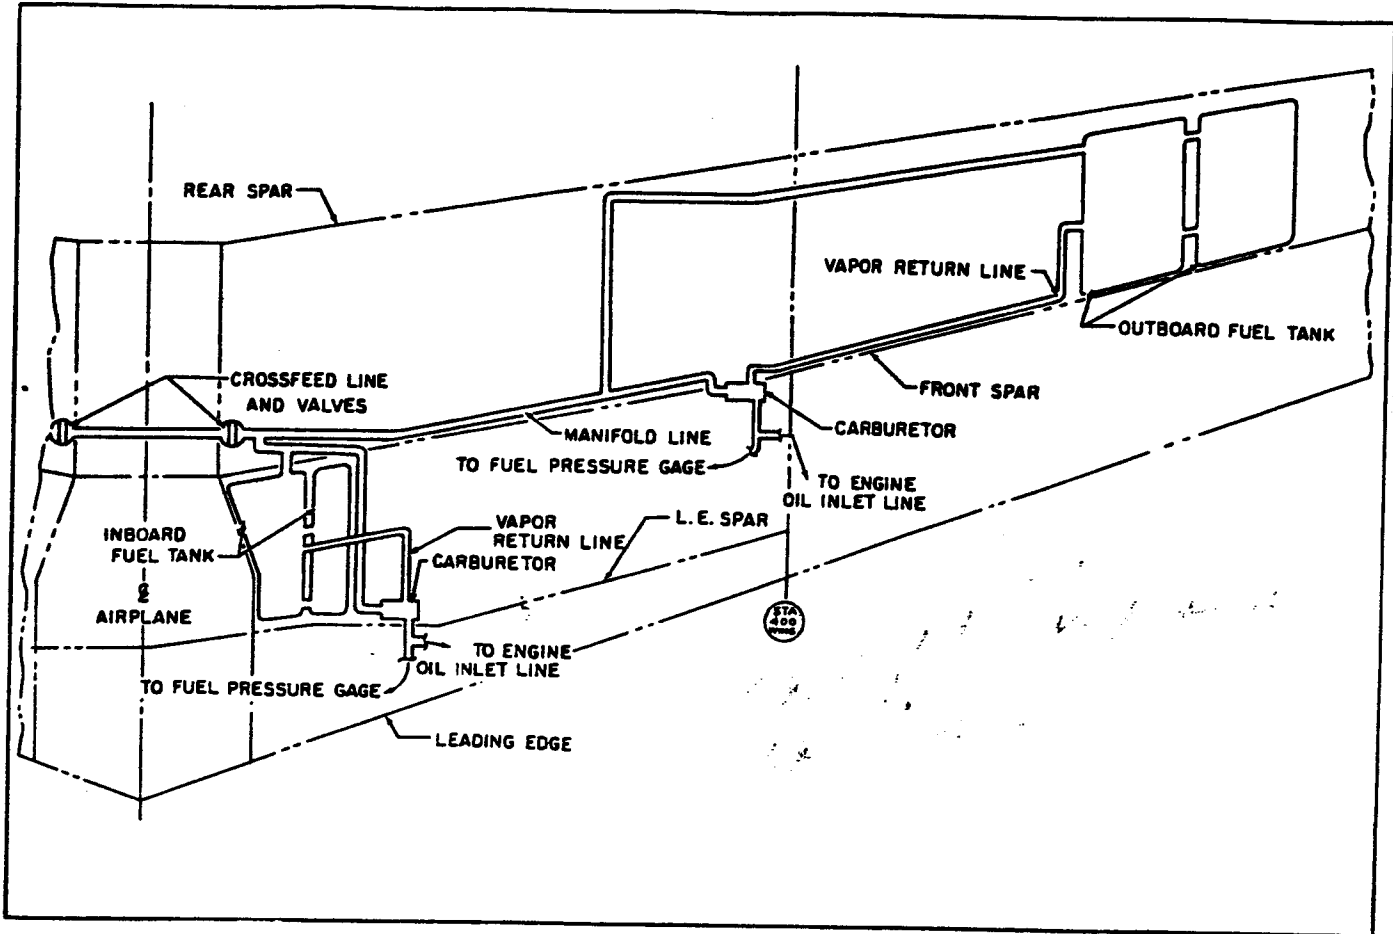 REAR SPAR
VAPOR RETURN LINE
OUTBOARD FUEL TANK
CROSSFEED LINE
AND VALVES
FRONT SPAR
MANIFOLD LINE
CARBURETOR
TO FUEL PRESSURE GAGE
TO ENGINE
OIL INLET LINE
INBOARD
FUEL TANK
VAPOR
RETURN LINE
L.E. SPAR
CARBURETOR
℄
AIRPLANE
STA
400
WING
TO ENGINE
OIL INLET LINE
TO FUEL PRESSURE GAGE
LEADING EDGE